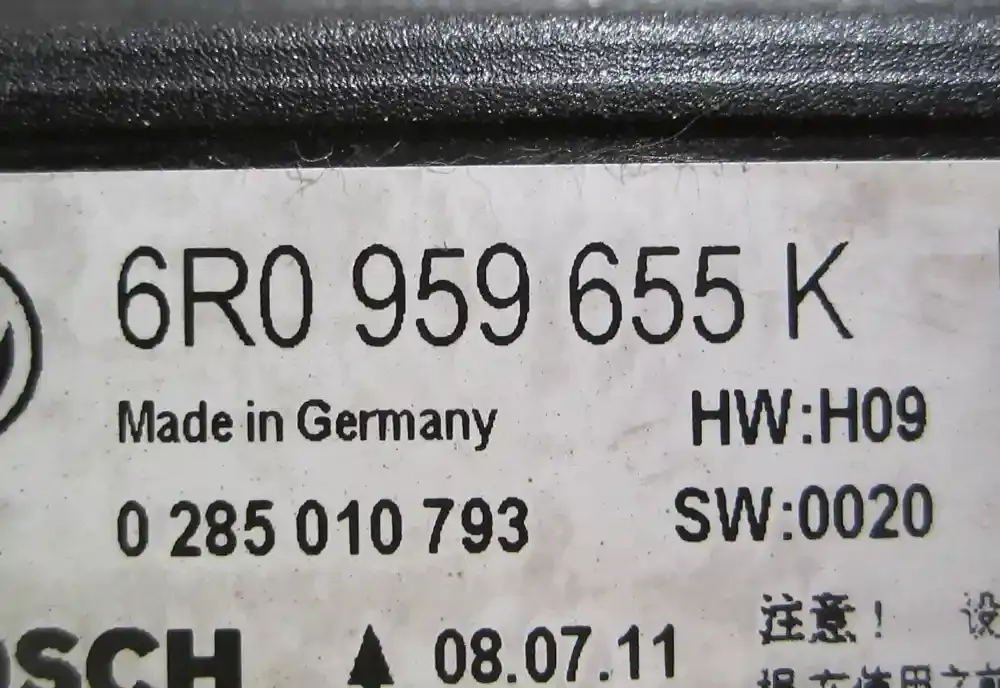 6R0 959 655 K
Made in Germany
HW:H09
0 285 010 793
SW:0020
08.07.11
注意！